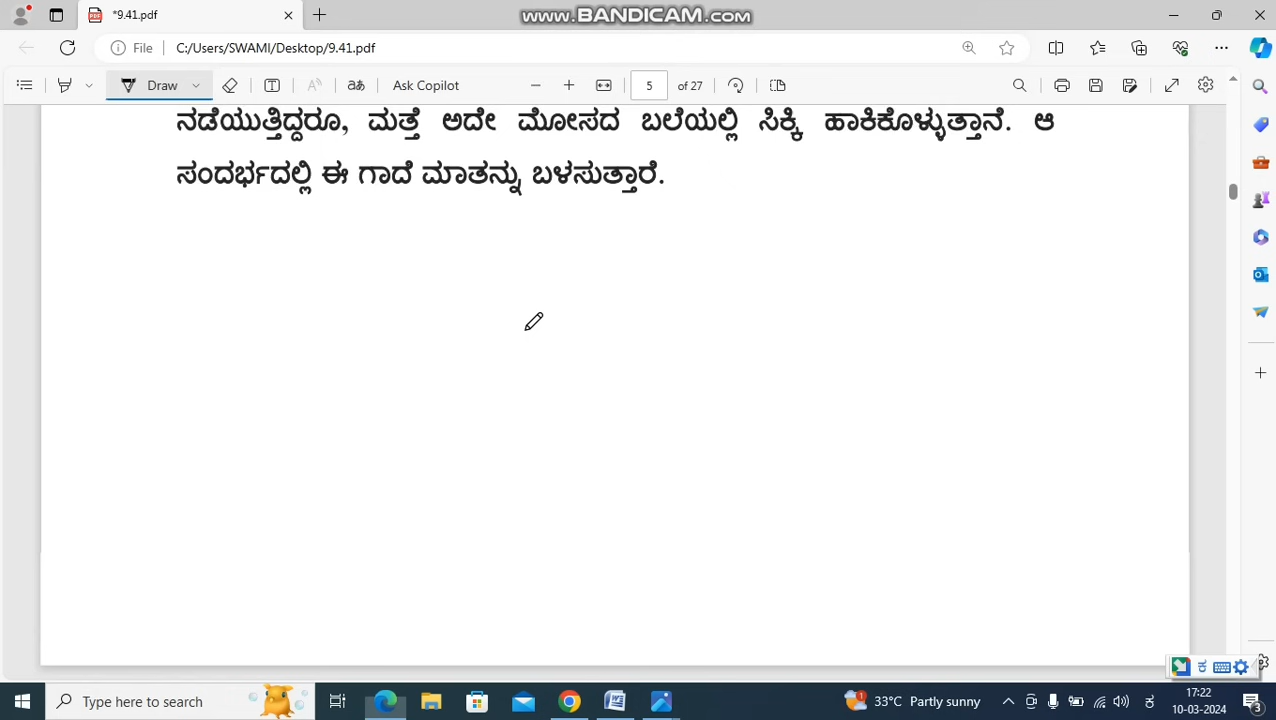 www.BANDICAM.com
*9.41.pdf
File C:/Users/SWAMI/Desktop/9.41.pdf
Draw aあ Ask Copilot 5 of 27
ನಡೆಯುತ್ತಿದ್ದರೂ, ಮತ್ತೆ ಅದೇ ಮೋಸದ ಬಲೆಯಲ್ಲಿ ಸಿಕ್ಕಿ ಹಾಕಿಕೊಳ್ಳುತ್ತಾನೆ. ಆ
ಸಂದರ್ಭದಲ್ಲಿ ಈ ಗಾದೆ ಮಾತನ್ನು ಬಳಸುತ್ತಾರೆ.
Type here to search 33°C Partly sunny 17:22
10-03-2024